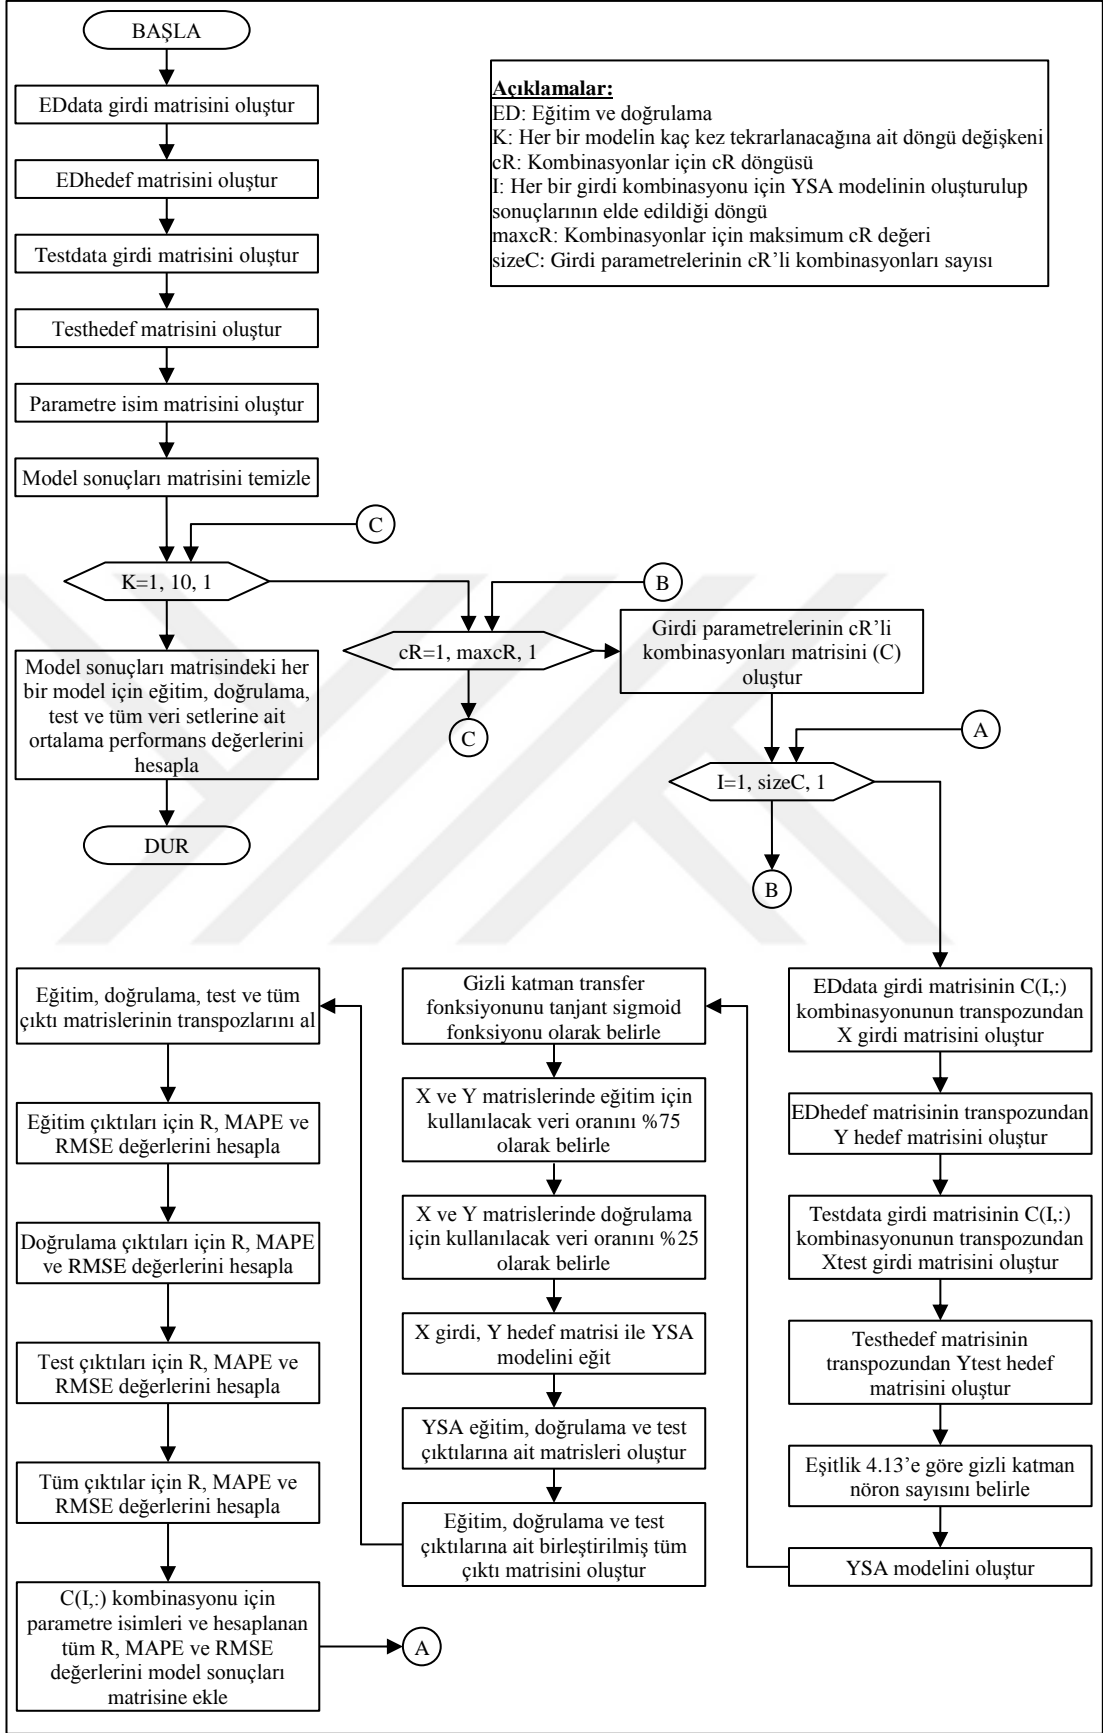 BAŞLA
EDdata girdi matrisini oluştur
EDhedef matrisini oluştur
Testdata girdi matrisini oluştur
Testhedef matrisini oluştur
Parametre isim matrisini oluştur
Model sonuçları matrisini temizle
Açıklamalar:
ED: Eğitim ve doğrulama
K: Her bir modelin kaç kez tekrarlanacağına ait döngü değişkeni
cR: Kombinasyonlar için cR döngüsü
I: Her bir girdi kombinasyonu için YSA modelinin oluşturulup
sonuçlarının elde edildiği döngü
maxcR: Kombinasyonlar için maksimum cR değeri
sizeC: Girdi parametrelerinin cR’li kombinasyonları sayısı
C
K=1, 10, 1
B
Model sonuçları matrisindeki her
bir model için eğitim, doğrulama,
test ve tüm veri setlerine ait
ortalama performans değerlerini
hesapla
DUR
cR=1, maxcR, 1
C
Girdi parametrelerinin cR’li
kombinasyonları matrisini (C)
oluştur
A
I=1, sizeC, 1
B
EDdata girdi matrisinin C(I,:)
kombinasyonunun transpozundan
X girdi matrisini oluştur
EDhedef matrisinin transpozundan
Y hedef matrisini oluştur
Testdata girdi matrisinin C(I,:)
kombinasyonunun transpozundan
Xtest girdi matrisini oluştur
Testhedef matrisinin
transpozundan Ytest hedef
matrisini oluştur
Eşitlik 4.13’e göre gizli katman
nöron sayısını belirle
YSA modelini oluştur
Gizli katman transfer
fonksiyonunu tanjant sigmoid
fonksiyonu olarak belirle
X ve Y matrislerinde eğitim için
kullanılacak veri oranını %75
olarak belirle
X ve Y matrislerinde doğrulama
için kullanılacak veri oranını %25
olarak belirle
X girdi, Y hedef matrisi ile YSA
modelini eğit
YSA eğitim, doğrulama ve test
çıktılarına ait matrisleri oluştur
Eğitim, doğrulama ve test
çıktılarına ait birleştirilmiş tüm
çıktı matrisini oluştur
Eğitim, doğrulama, test ve tüm
çıktı matrislerinin transpozlarını al
Eğitim çıktıları için R, MAPE ve
RMSE değerlerini hesapla
Doğrulama çıktıları için R, MAPE
ve RMSE değerlerini hesapla
Test çıktıları için R, MAPE ve
RMSE değerlerini hesapla
Tüm çıktılar için R, MAPE ve
RMSE değerlerini hesapla
C(I,:) kombinasyonu için
parametre isimleri ve hesaplanan
tüm R, MAPE ve RMSE
değerlerini model sonuçları
matrisine ekle
A